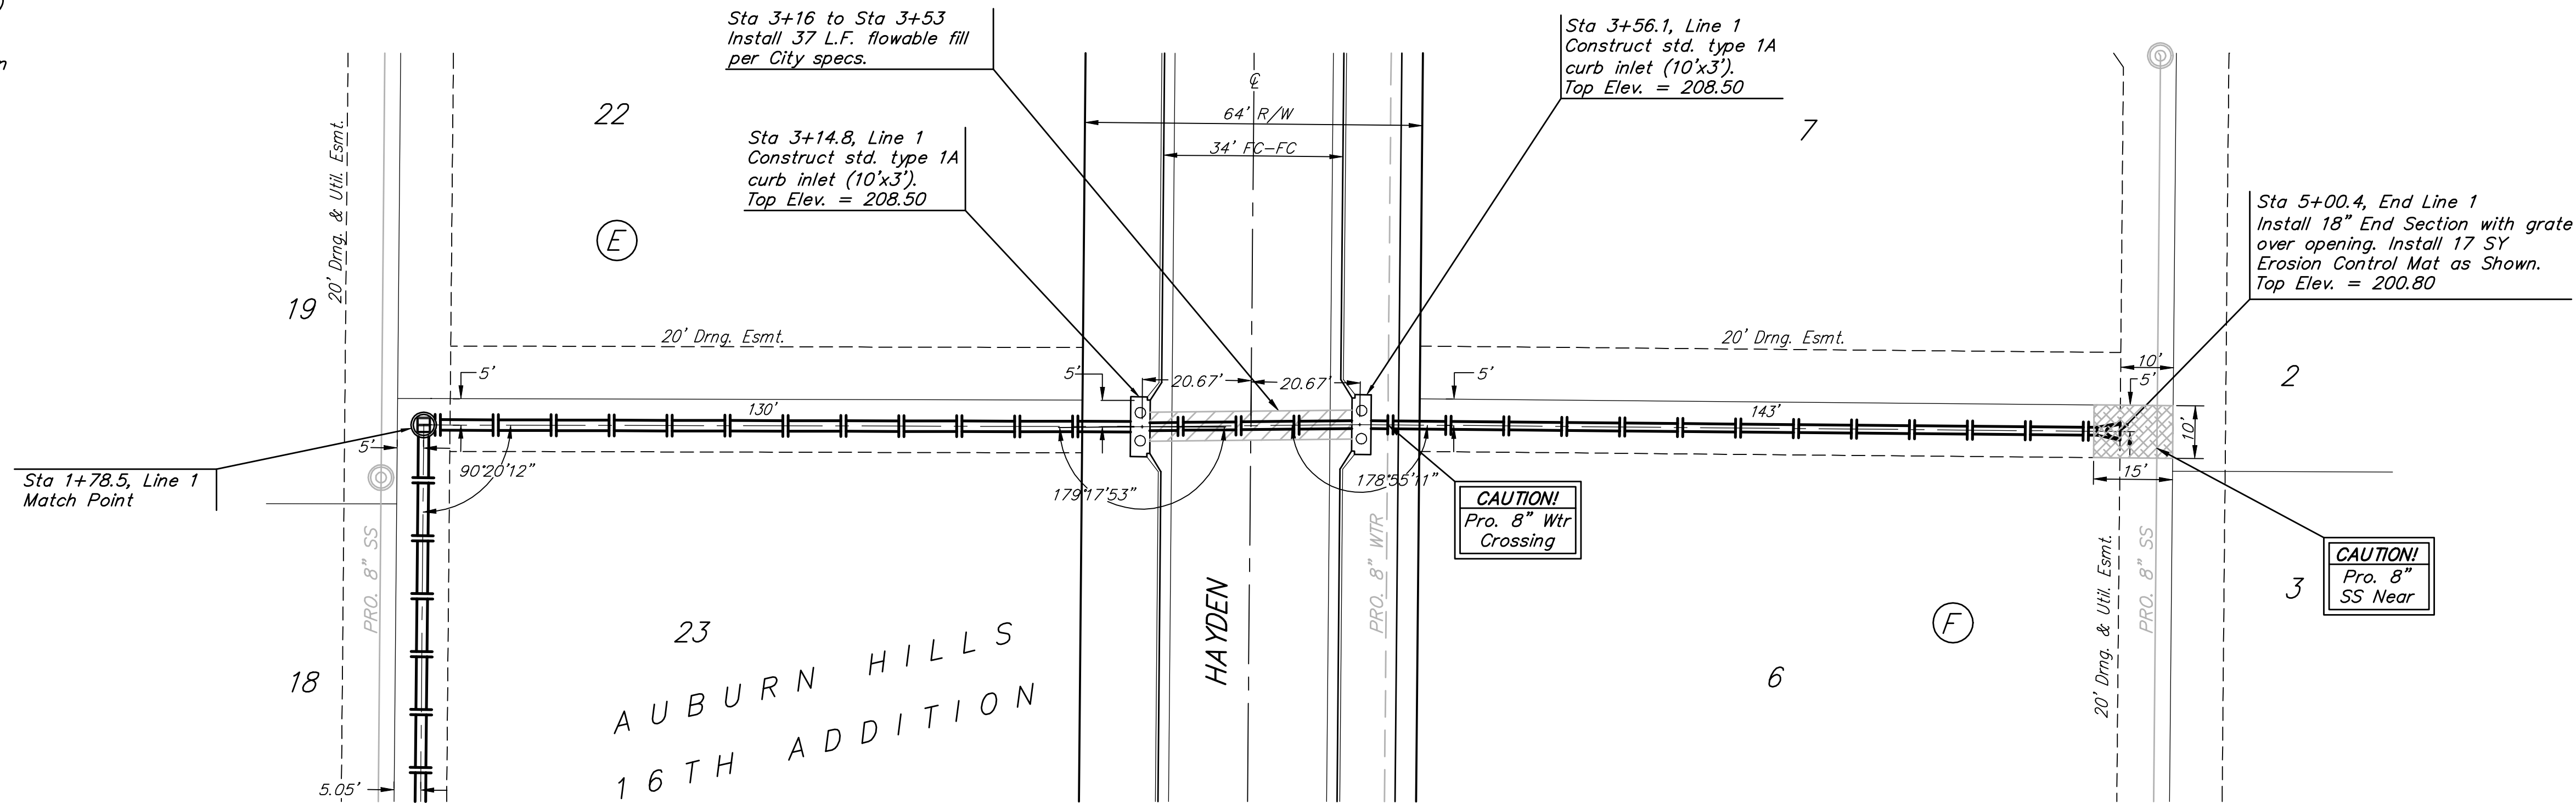 Sta 3+16 to Sta 3+53
Install 37 L.F. flowable fill
per City specs.
Sta 3+56.1, Line 1
Construct std. type 1A
curb inlet (10'x3').
Top Elev. = 208.50
Sta 3+14.8, Line 1
Construct std. type 1A
curb inlet (10'x3').
Top Elev. = 208.50
Sta 5+00.4, End Line 1
Install 18" End Section with grate
over opening. Install 17 SY
Erosion Control Mat as Shown.
Top Elev. = 200.80
64' R/W
34' FC-FC
22
7
E
20' Drng. & Util. Esmt.
19
20' Drng. Esmt.
20' Drng. Esmt.
10'
5'
2
5'
5'
20.67'
20.67'
5'
130'
143'
10'
5'
15'
Sta 1+78.5, Line 1
Match Point
90°20'12"
179°17'53"
178°55'11"
CAUTION!
Pro. 8" Wtr
Crossing
CAUTION!
Pro. 8"
SS Near
PRO. 8" SS
PRO. 8" WTR
20' Drng. & Util. Esmt.
PRO. 8" SS
HAYDEN
3
F
23
18
6
AUBURN HILLS
16TH ADDITION
5.05'